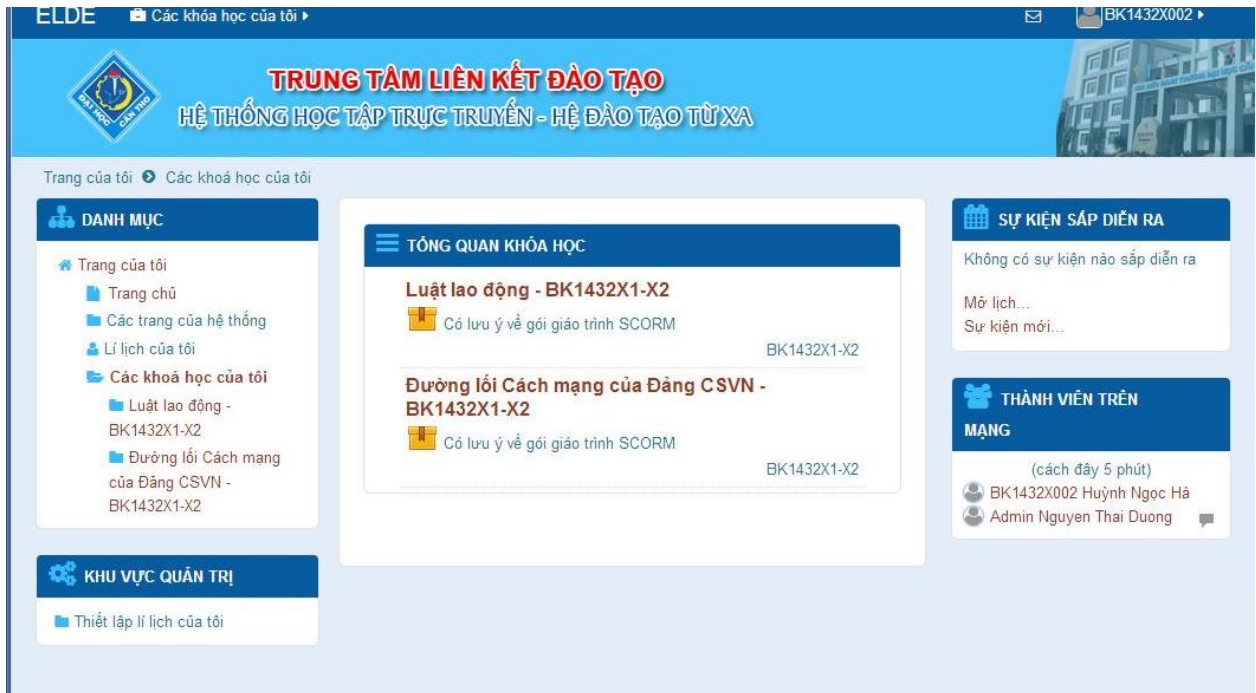 ELDE
Các khóa học của tôi
BK1432X002
ĐẠI HỌC CẦN THƠ
TRUNG TÂM LIÊN KẾT ĐÀO TẠO
HỆ THỐNG HỌC TẬP TRỰC TRUYẾN - HỆ ĐÀO TẠO TỪ XA
Trang của tôi Các khoá học của tôi
DANH MỤC
Trang của tôi
Trang chủ
Các trang của hệ thống
Lí lịch của tôi
Các khoá học của tôi
Luật lao động -
BK1432X1-X2
Đường lối Cách mạng
của Đảng CSVN -
BK1432X1-X2
KHU VỰC QUẢN TRỊ
Thiết lập lí lịch của tôi
TỔNG QUAN KHÓA HỌC
Luật lao động - BK1432X1-X2
Có lưu ý về gói giáo trình SCORM
BK1432X1-X2
Đường lối Cách mạng của Đảng CSVN -
BK1432X1-X2
Có lưu ý về gói giáo trình SCORM
BK1432X1-X2
SỰ KIỆN SẮP DIỄN RA
Không có sự kiện nào sắp diễn ra
Mở lịch...
Sự kiện mới...
THÀNH VIÊN TRÊN
MẠNG
(cách đây 5 phút)
BK1432X002 Huỳnh Ngọc Hà
Admin Nguyen Thai Duong